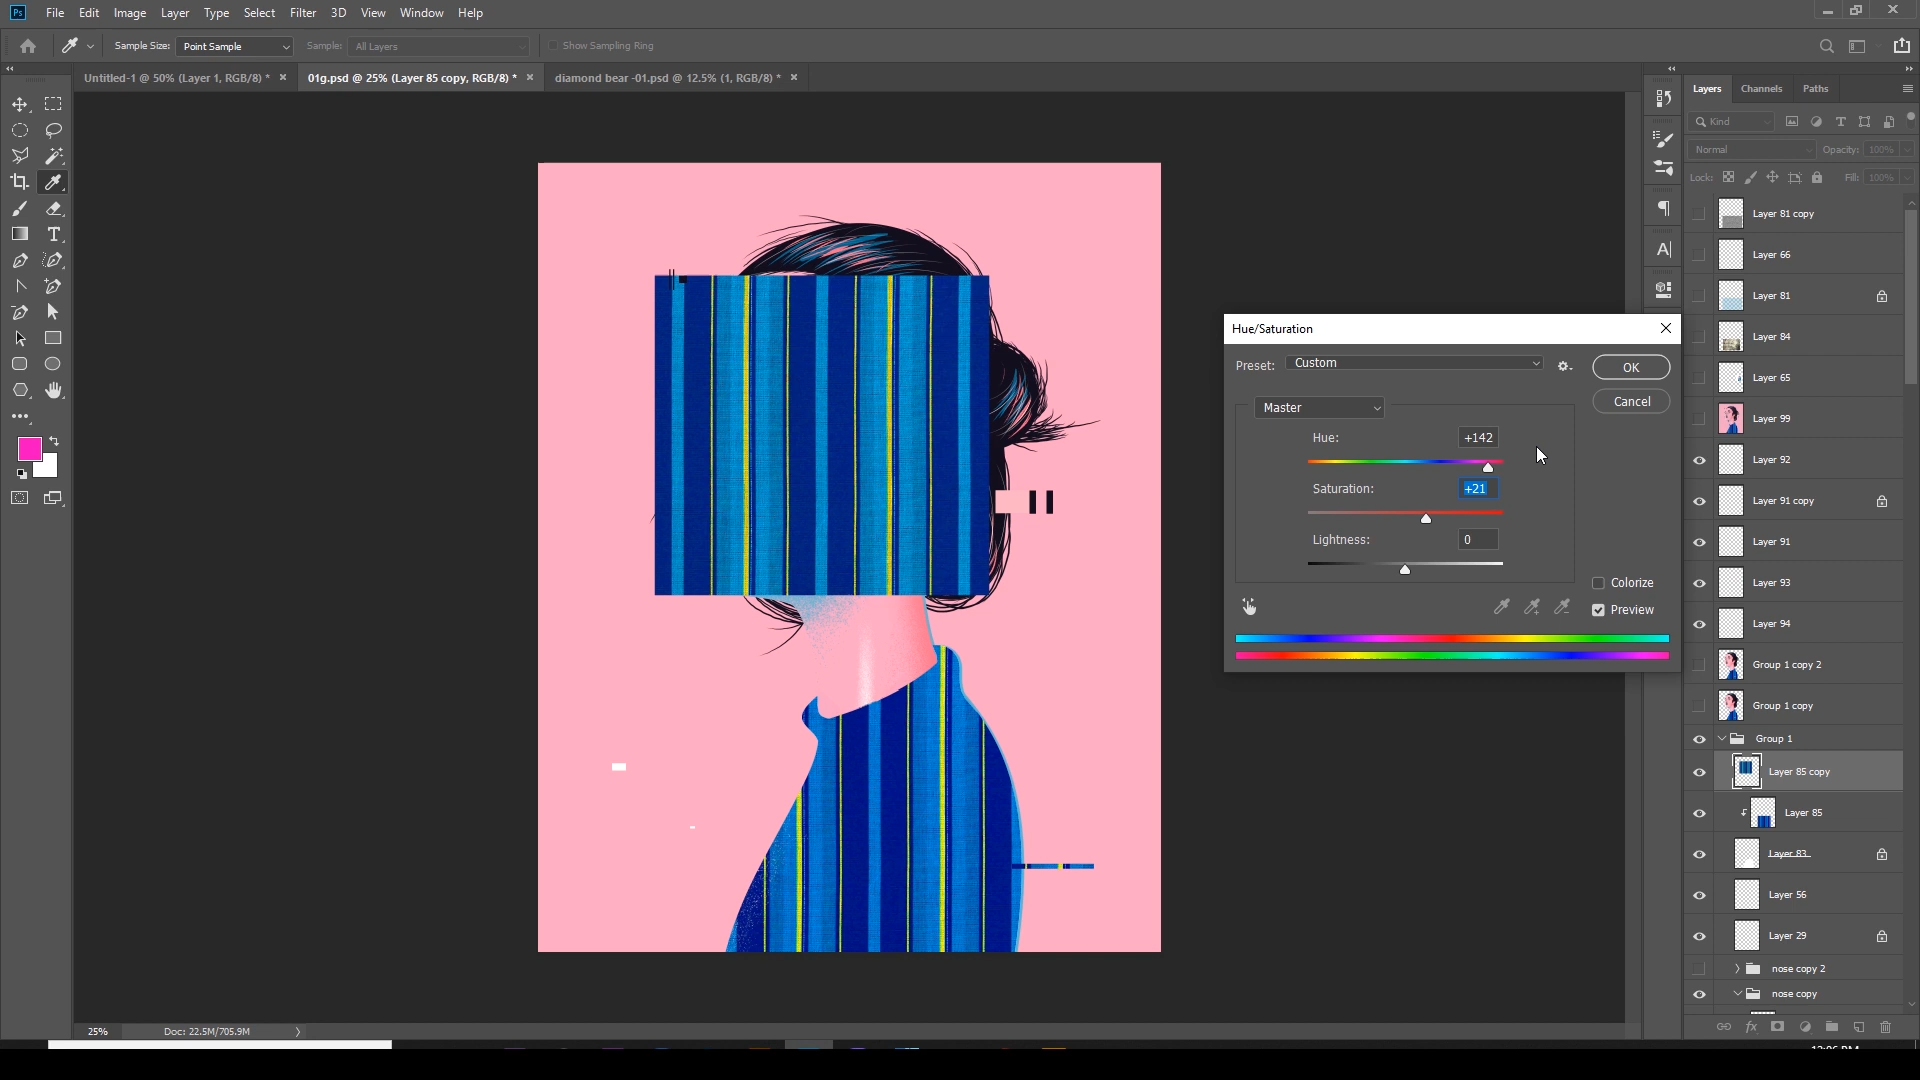 Ps File Edit Image Layer Type Select Filter 3D View Window Help
Sample Size: Point Sample Sample: All Layers Show Sampling Ring
Untitled-1 @ 50% (Layer 1, RGB/8) * 01g.psd @ 25% (Layer 85 copy, RGB/8) * diamond bear -01.psd @ 12.5% (1, RGB/8) *
Layers Channels Paths
Kind
Normal Opacity: 100%
Lock: Fill: 100%
Layer 81 copy
Layer 66
Layer 81
Layer 84
Layer 65
Layer 99
Layer 92
Layer 91 copy
Layer 91
Layer 93
Layer 94
Group 1 copy 2
Group 1 copy
Group 1
Layer 85 copy
Layer 85
Layer 83
Layer 56
Layer 29
nose copy 2
nose copy
Hue/Saturation
Preset: Custom OK
Cancel
Master
Hue: +142
Saturation: +21
Lightness: 0
Colorize
Preview
25% Doc: 22.5M/705.9M